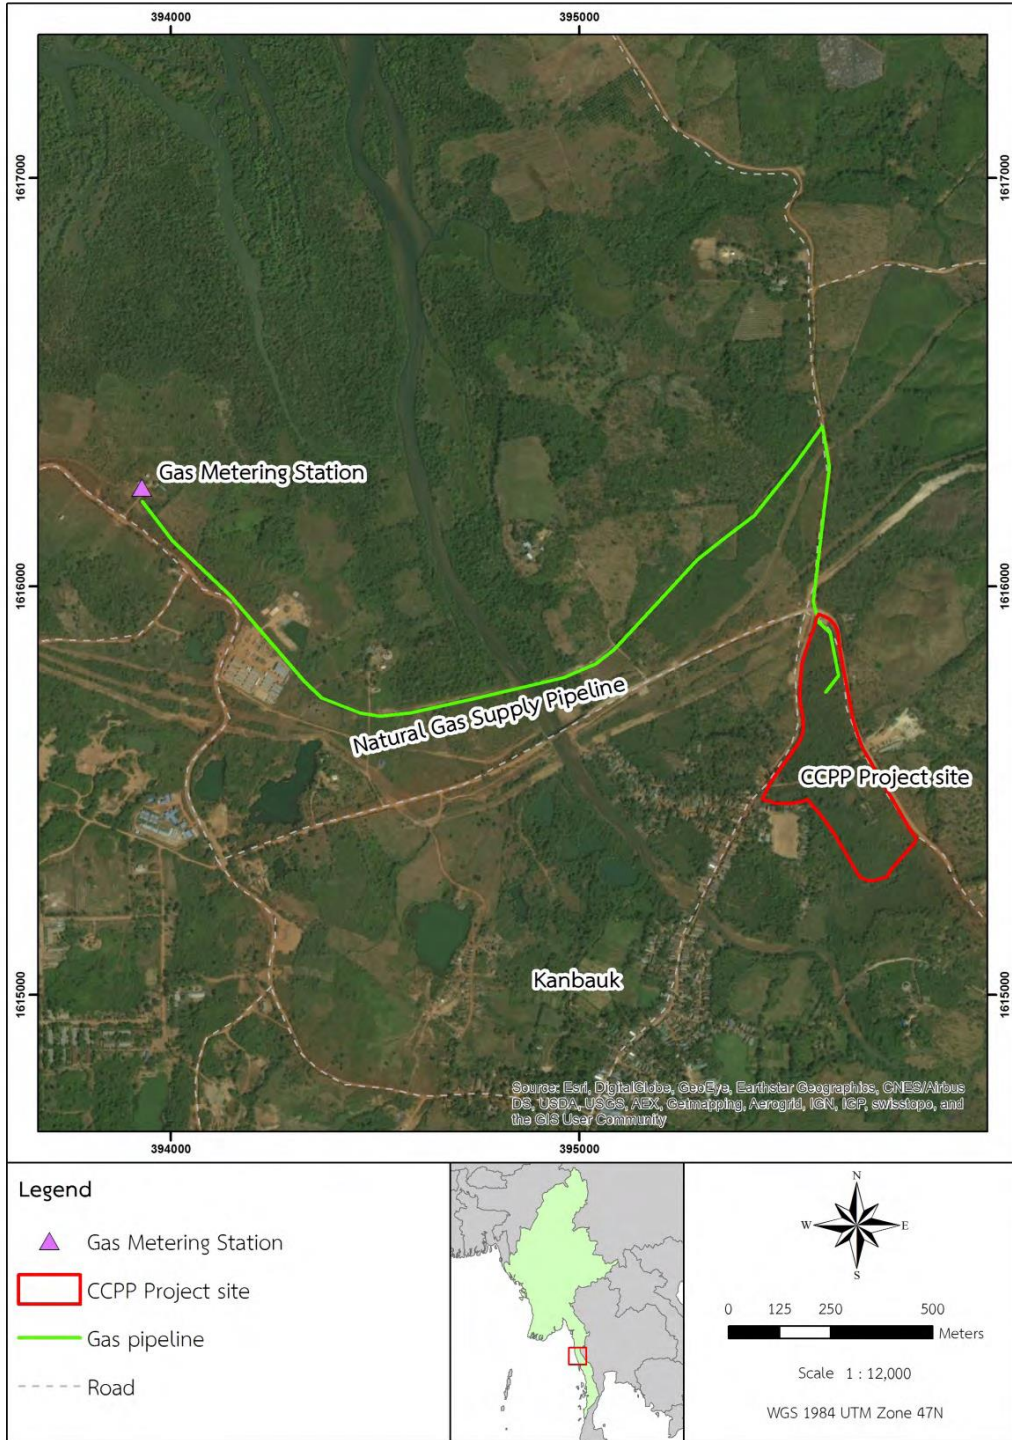 394000
395000
1617000
1617000
Gas Metering Station
1616000
1616000
Natural Gas Supply Pipeline
CCPP Project site
Kanbauk
1615000
1615000
Source: Esri, DigitalGlobe, GeoEye, Earthstar Geographics, CNES/Airbus
DS, USDA, USGS, AEX, Getmapping, Aerogrid, IGN, IGP, swisstopo, and
the GIS User Community
394000
395000
Legend
Gas Metering Station
CCPP Project site
Gas pipeline
Road
N
W
E
S
0 125 250 500
Meters
Scale 1 : 12,000
WGS 1984 UTM Zone 47N